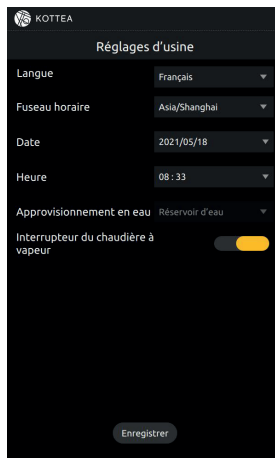 KOTTEA
Réglages d'usine
Langue Français
Fuseau horaire Asia/Shanghai
Date 2021/05/18
Heure 08 : 33
Approvisionnement en eau Réservoir d'eau
Interrupteur du chaudière à
vapeur
Enregistrer